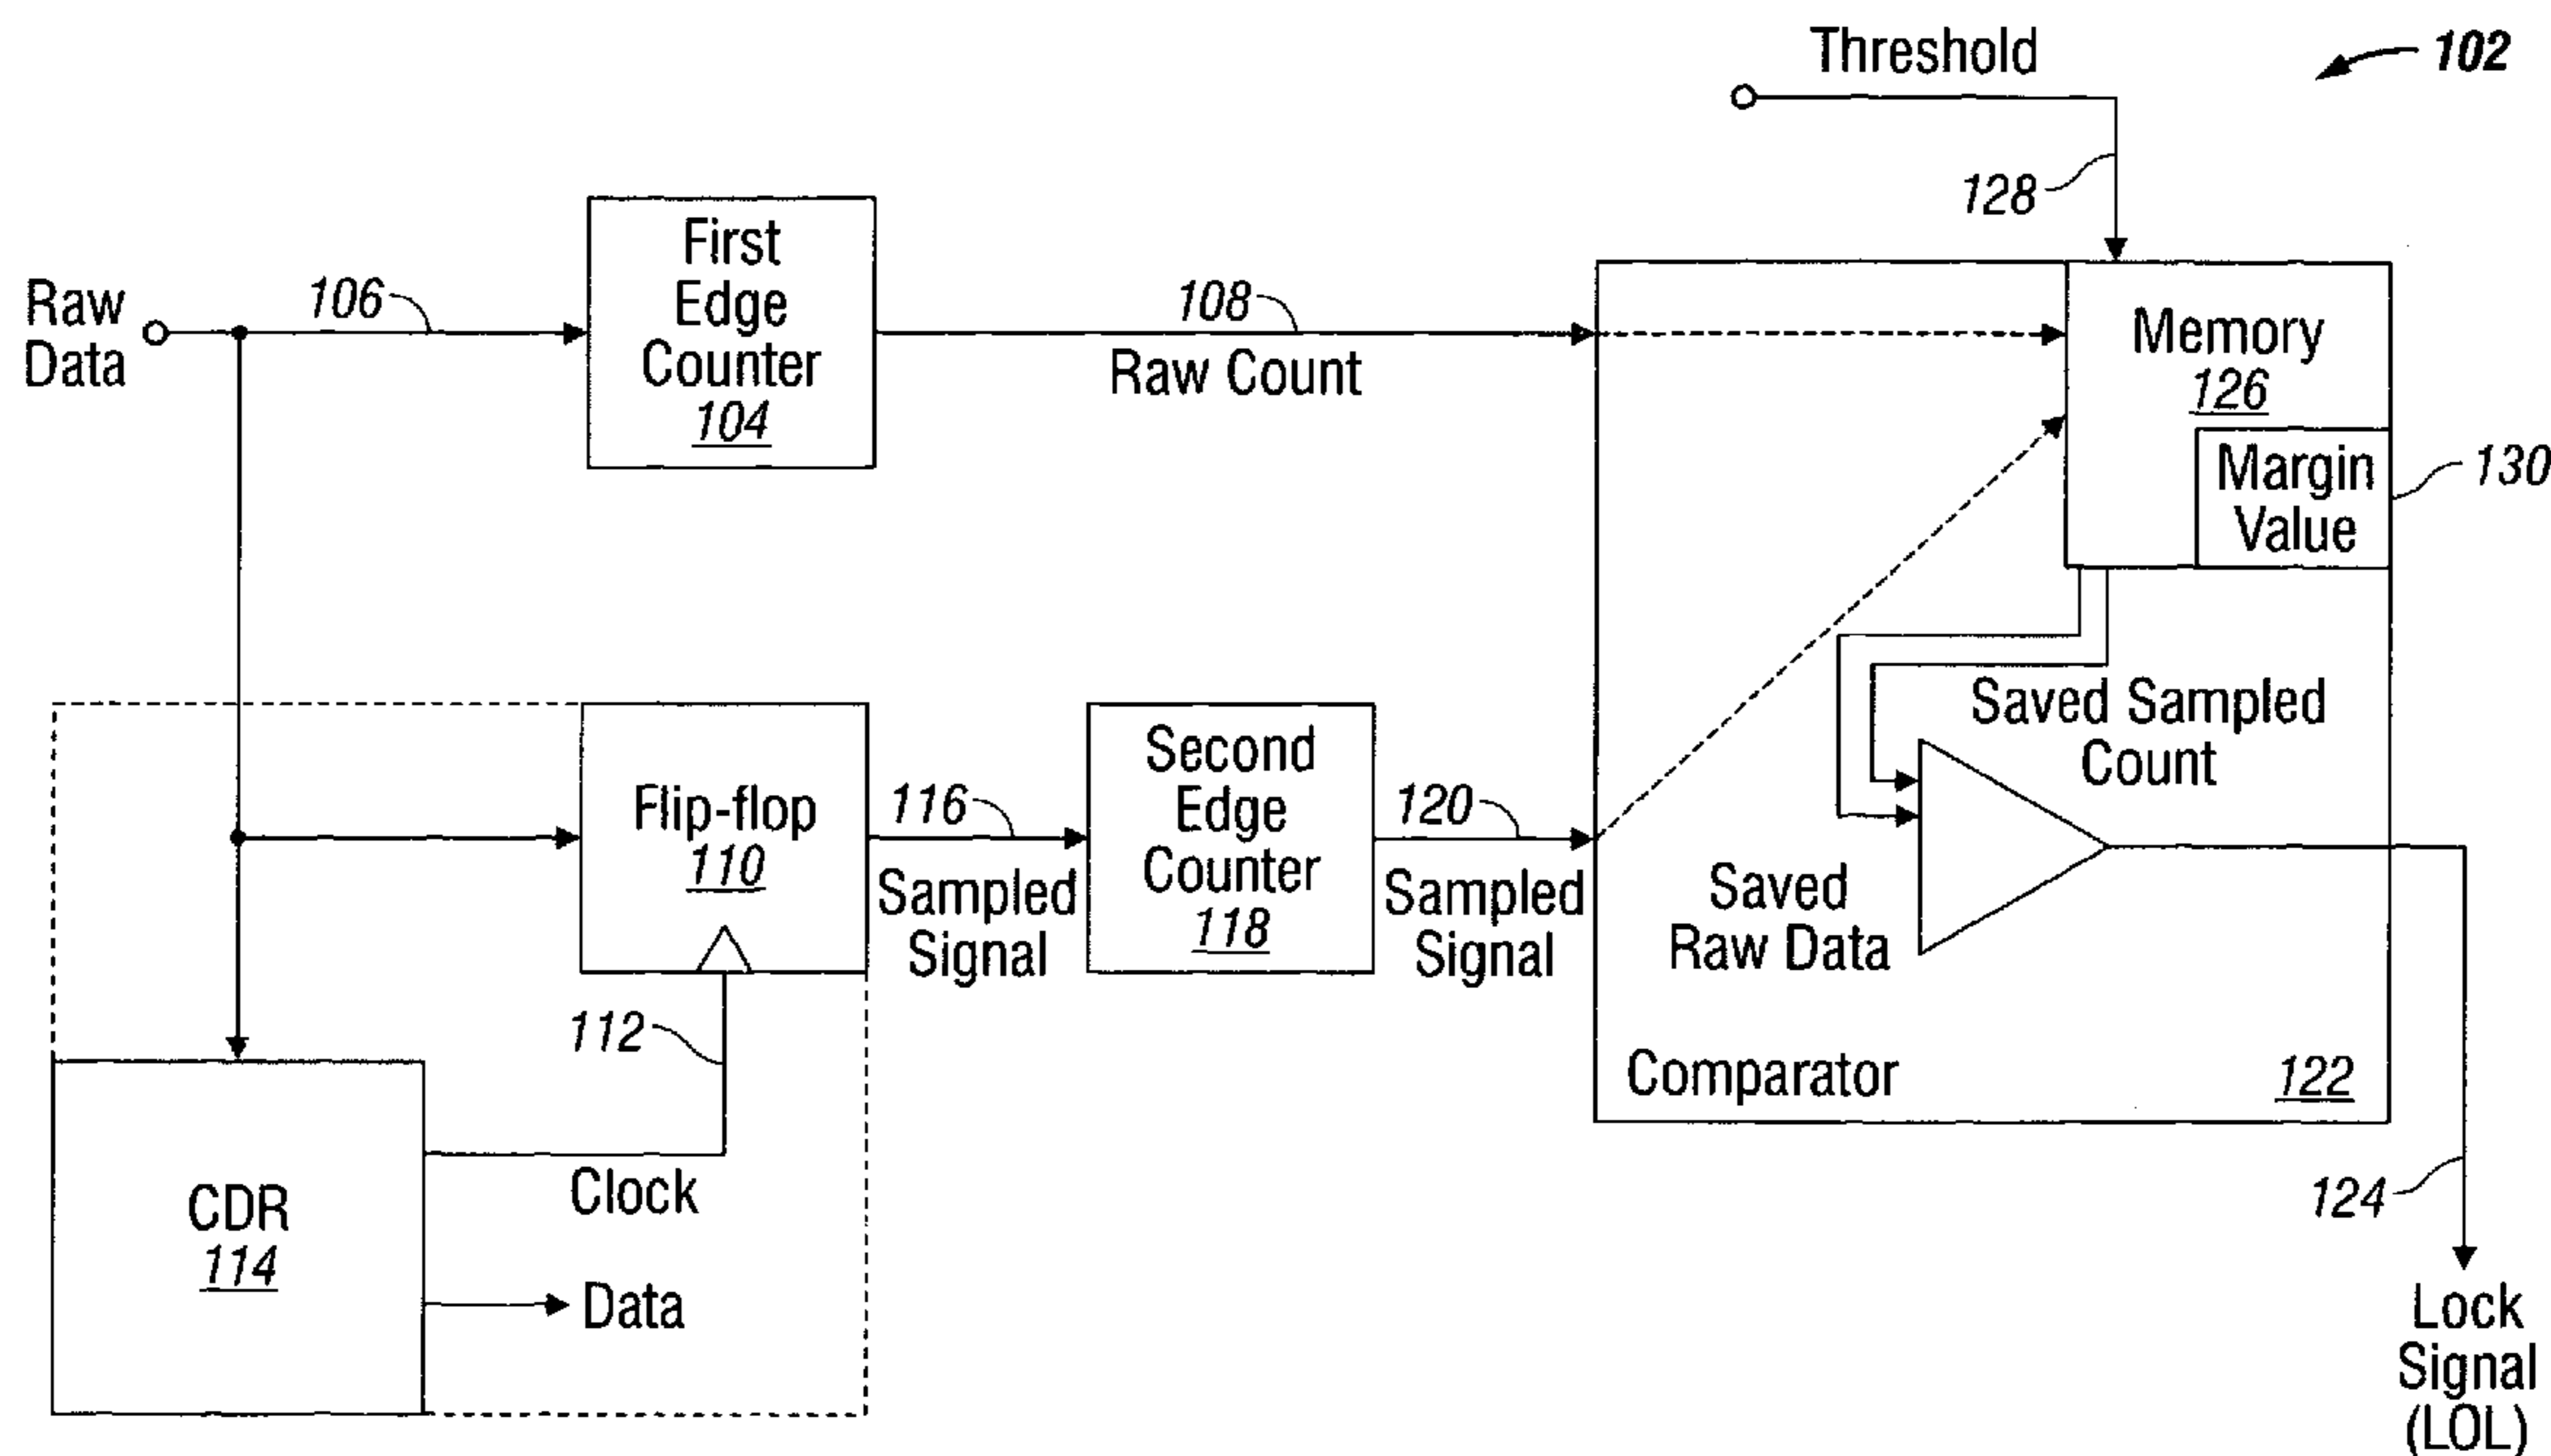 Threshold
102
128
Raw
Data
106
First
Edge
Counter
104
108
Raw Count
Memory
126
Margin
Value
130
Flip-flop
110
116
Sampled
Signal
Second
Edge
Counter
118
120
Sampled
Signal
Saved Sampled
Count
Saved
Raw Data
Comparator
122
112
Clock
CDR
114
Data
124
Lock
Signal
(LOL)